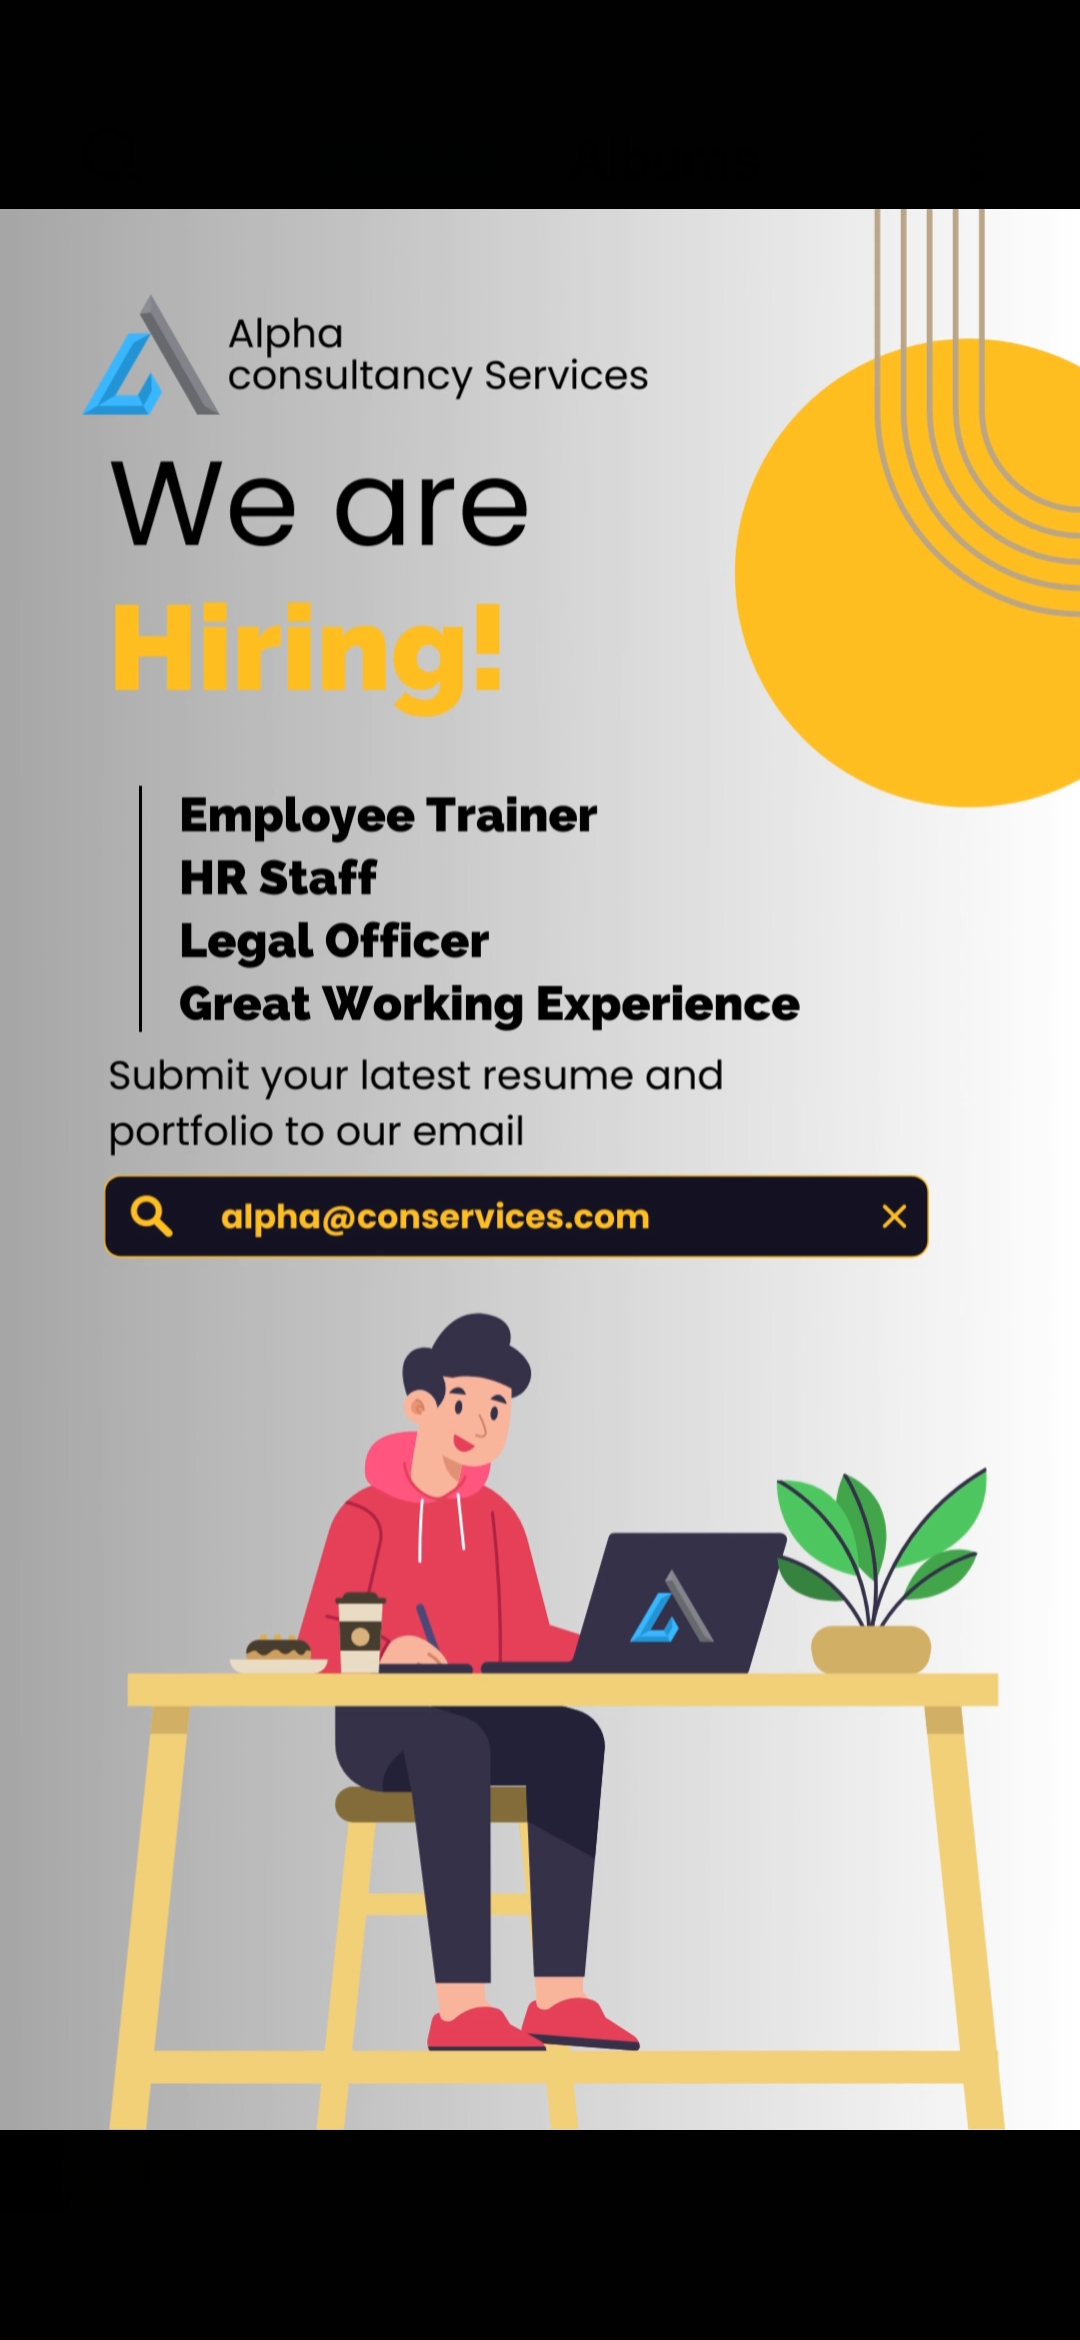 Alpha
consultancy Services
We are
Hiring!
Employee Trainer
HR Staff
Legal Officer
Great Working Experience
Submit your latest resume and
portfolio to our email
alpha@conservices.com